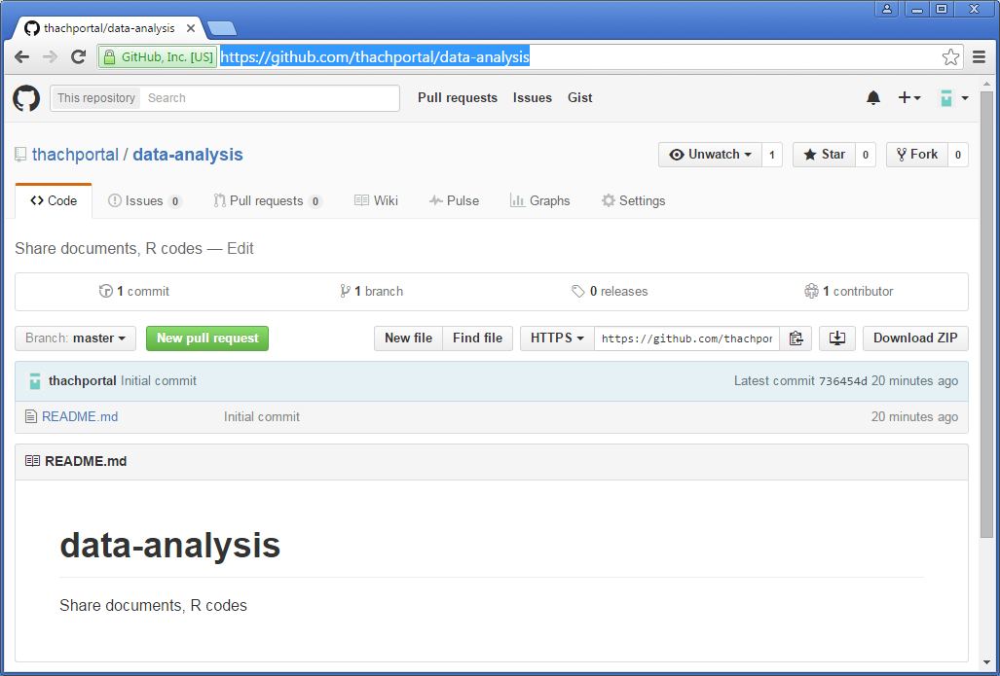 thachportal/data-analysis
GitHub, Inc. [US] https://github.com/thachportal/data-analysis
This repository Search Pull requests Issues Gist
thachportal / data-analysis Unwatch 1 Star 0 Fork 0
Code Issues 0 Pull requests 0 Wiki Pulse Graphs Settings
Share documents, R codes — Edit
1 commit 1 branch 0 releases 1 contributor
Branch: master New pull request New file Find file HTTPS https://github.com/thachpor Download ZIP
thachportal Initial commit Latest commit 736454d 20 minutes ago
README.md Initial commit 20 minutes ago
README.md
data-analysis
Share documents, R codes